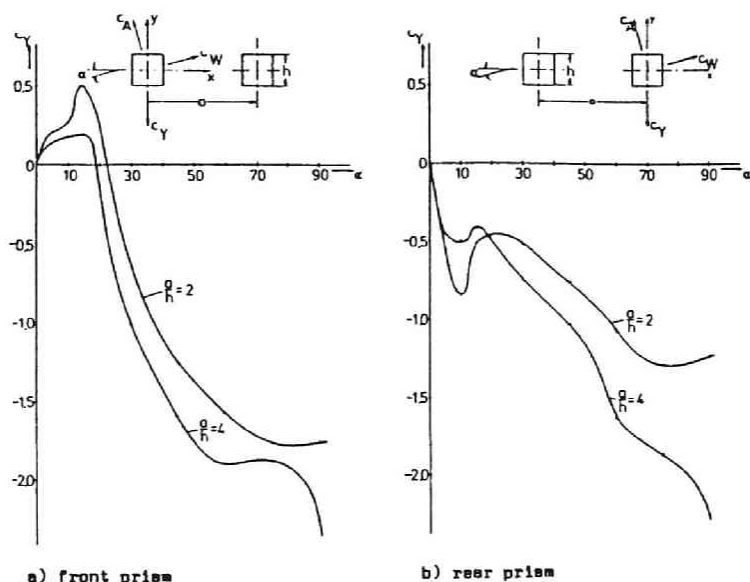 c_A y c_W
c_Y α x h
a
c_Y
0,5
0
10 30 50 70 90 α
-0,5
-1.0
-1.5
-2.0
a/h=2
a/h=4
a) front prism
c_A y c_W
c_Y α h x
a
c_Y
0,5
0
10 30 50 70 90 α
-0,5
-1.0
-1.5
-2.0
a/h=2
a/h=4
b) rear prism